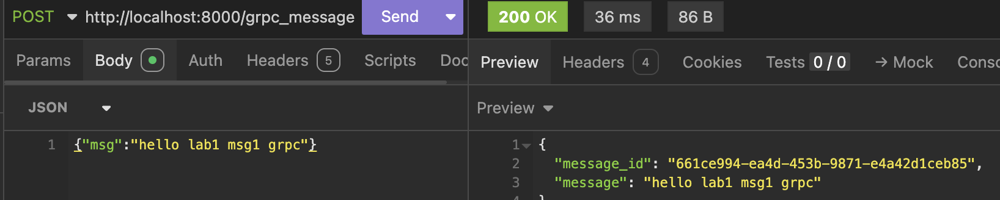 POST http://localhost:8000/grpc_message Send
200 OK 36 ms 86 B
Params Body Auth Headers 5 Scripts Doc
Preview Headers 4 Cookies Tests 0 / 0 → Mock Conso
JSON
Preview
1 {"msg":"hello lab1 msg1 grpc"}
1 {
2 "message_id": "661ce994-ea4d-453b-9871-e4a42d1ceb85",
3 "message": "hello lab1 msg1 grpc"
4 }